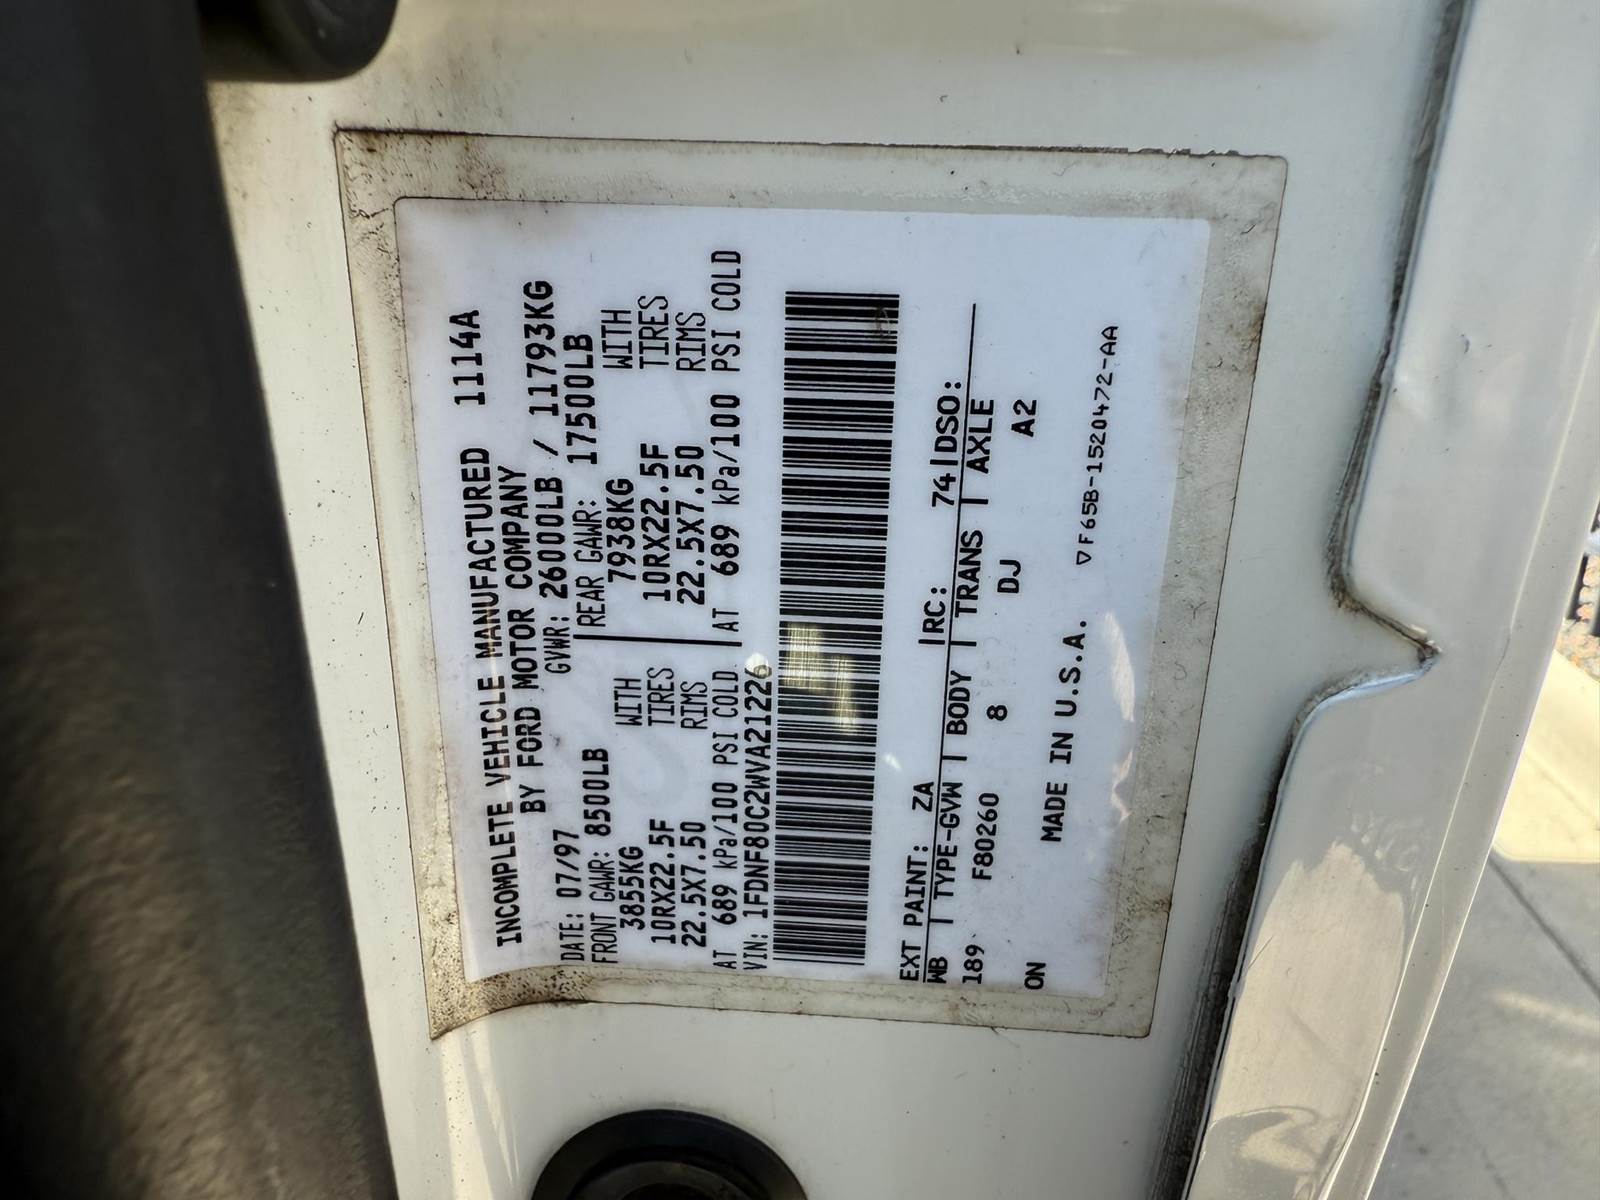 INCOMPLETE VEHICLE MANUFACTURED 1114A
BY FORD MOTOR COMPANY
DATE: 07/97 GVWR: 26000LB / 11793KG
FRONT GAWR: 8500LB REAR GAWR: 17500LB
3855KG WITH 7938KG WITH
10RX22.5F TIRES 10RX22.5F TIRES
22.5X7.50 RIMS 22.5X7.50 RIMS
AT 689 kPa/100 PSI COLD AT 689 kPa/100 PSI COLD
VIN: 1FDNF80C2WVA21226
EXT PAINT: ZA RC: 74 DSO:
WB | TYPE-GVW | BODY | TRANS | AXLE
189 F80260 8 DJ A2
ON
MADE IN U.S.A.
▽F65B-1520472-AA